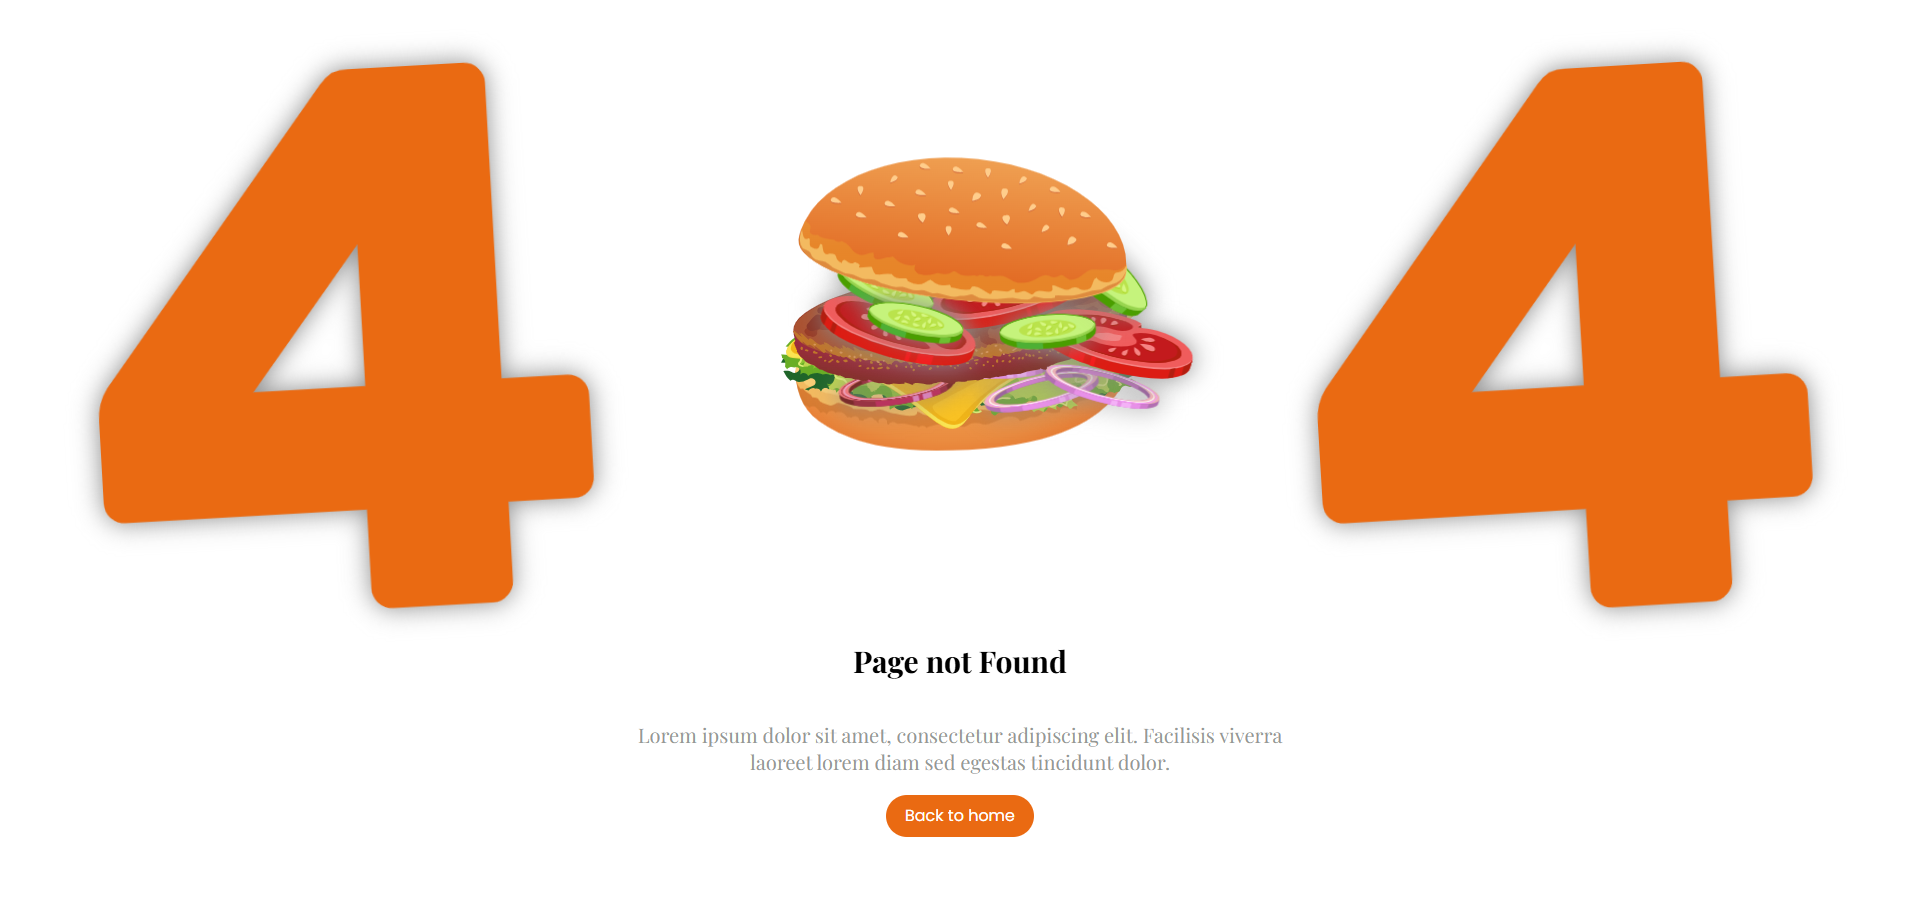 4 4
Page not Found
Lorem ipsum dolor sit amet, consectetur adipiscing elit. Facilisis viverra
laoreet lorem diam sed egestas tincidunt dolor.
Back to home